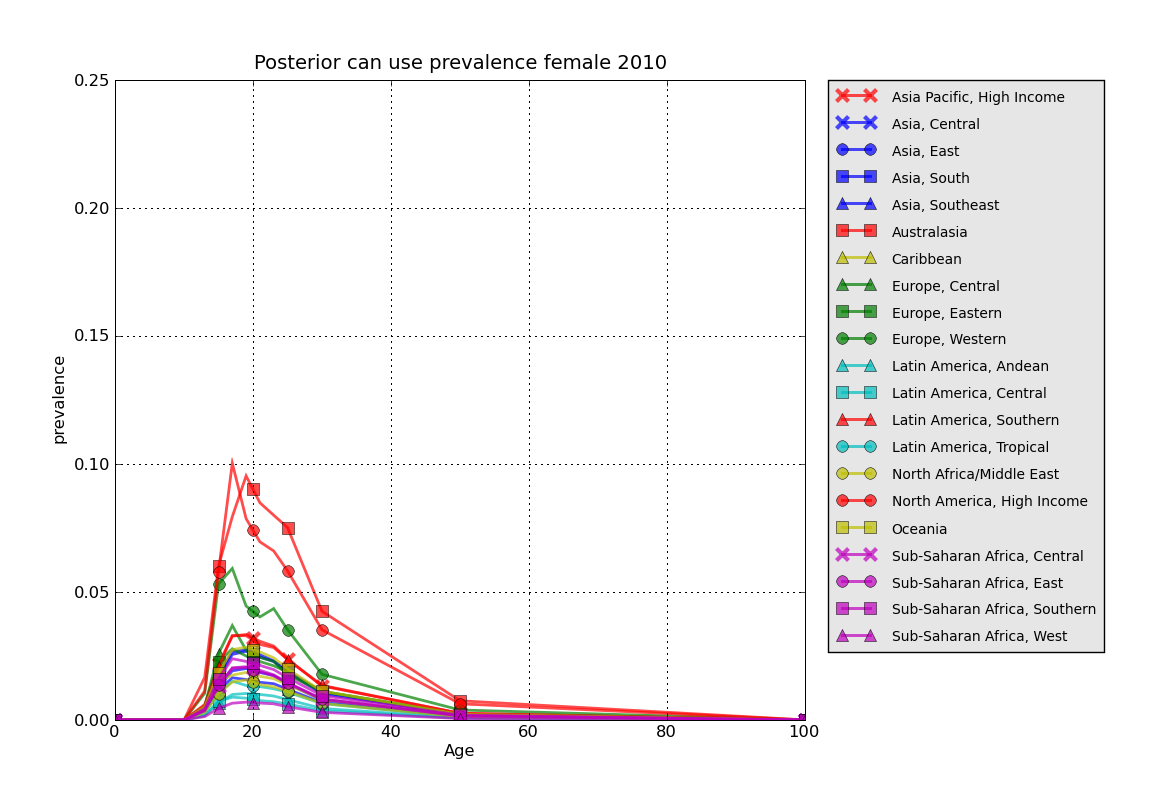 Posterior can use prevalence female 2010
0.25
0.20
0.15
0.10
0.05
0.00
prevalence
0
20
40
60
80
100
Age
Asia Pacific, High Income
Asia, Central
Asia, East
Asia, South
Asia, Southeast
Australasia
Caribbean
Europe, Central
Europe, Eastern
Europe, Western
Latin America, Andean
Latin America, Central
Latin America, Southern
Latin America, Tropical
North Africa/Middle East
North America, High Income
Oceania
Sub-Saharan Africa, Central
Sub-Saharan Africa, East
Sub-Saharan Africa, Southern
Sub-Saharan Africa, West